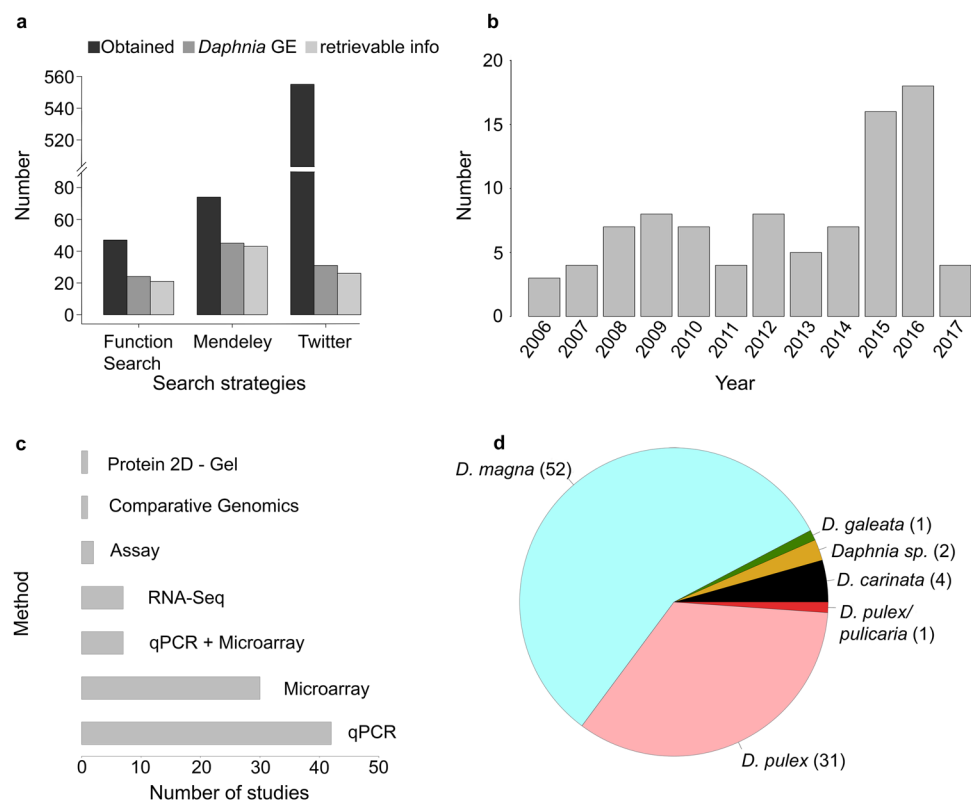 a
Obtained Daphnia GE retrievable info
560
540
520
80
60
40
20
0
Number
Function
Search
Mendeley
Twitter
Search strategies
b
20
15
10
5
0
Number
2006
2007
2008
2009
2010
2011
2012
2013
2014
2015
2016
2017
Year
c
Protein 2D - Gel
Comparative Genomics
Assay
RNA-Seq
qPCR + Microarray
Microarray
qPCR
Method
0 10 20 30 40 50
Number of studies
d
D. magna (52)
D. galeata (1)
Daphnia sp. (2)
D. carinata (4)
D. pulex/
pulicaria (1)
D. pulex (31)